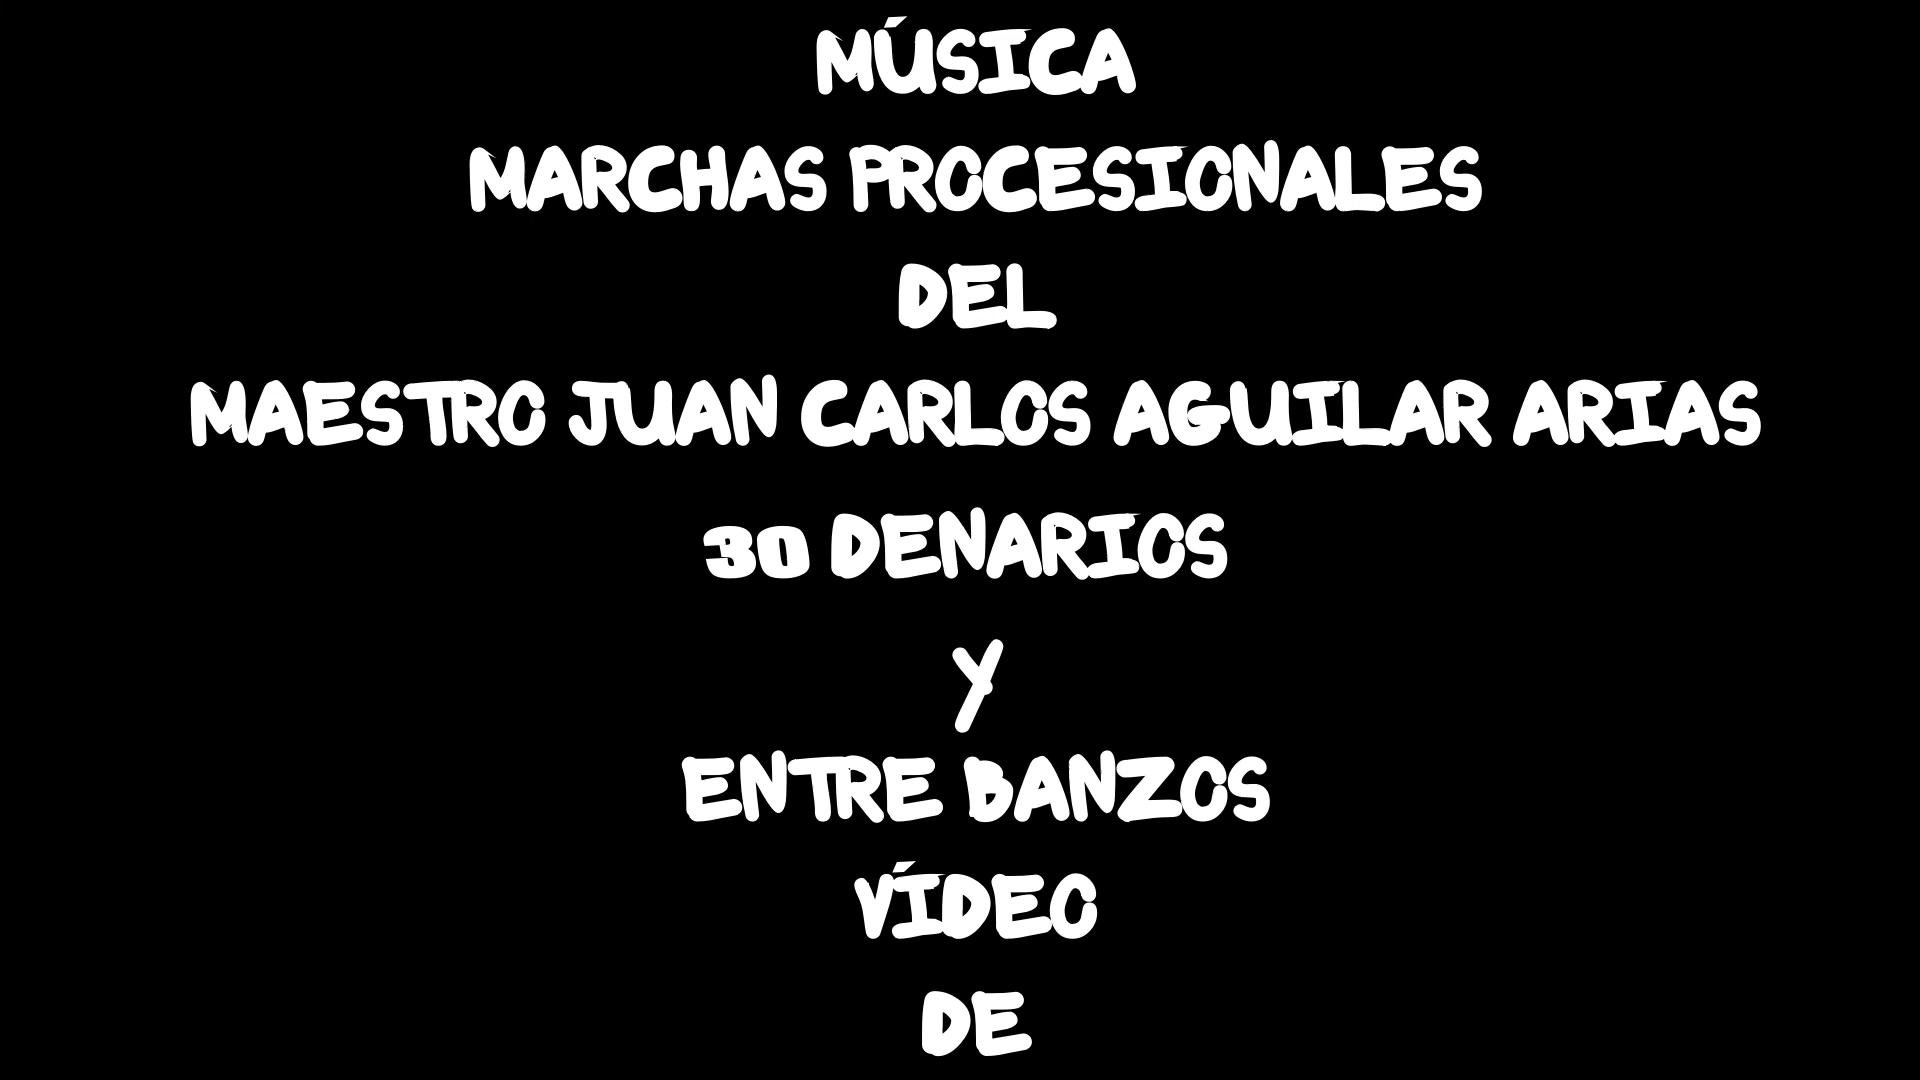 MÚSICA
MARCHAS PROCESIONALES
DEL
MAESTRO JUAN CARLOS AGUILAR ARIAS
30 DENARIOS
Y
ENTRE BANZOS
VÍDEO
DE